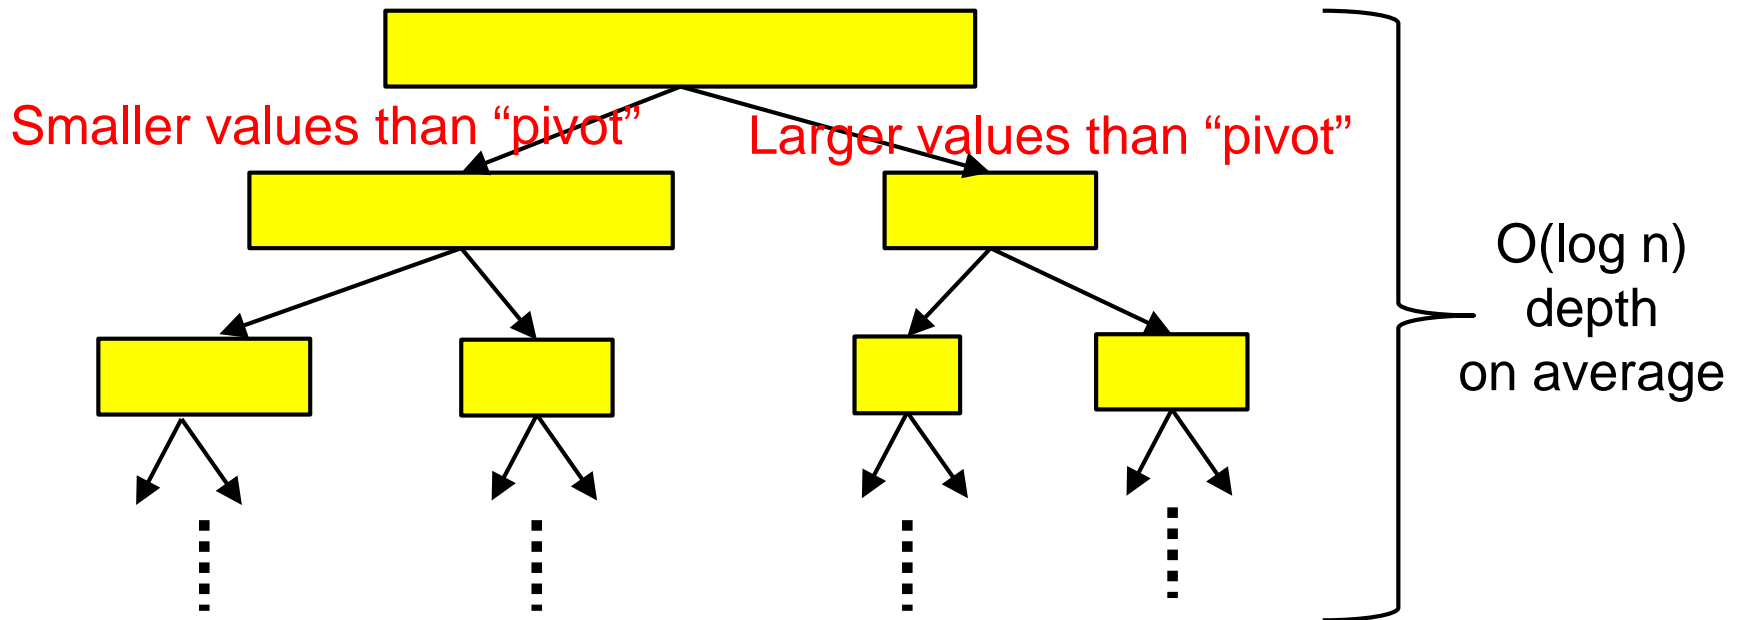 Smaller values than “pivot”
Larger values than “pivot”
O(log n)
depth
on average